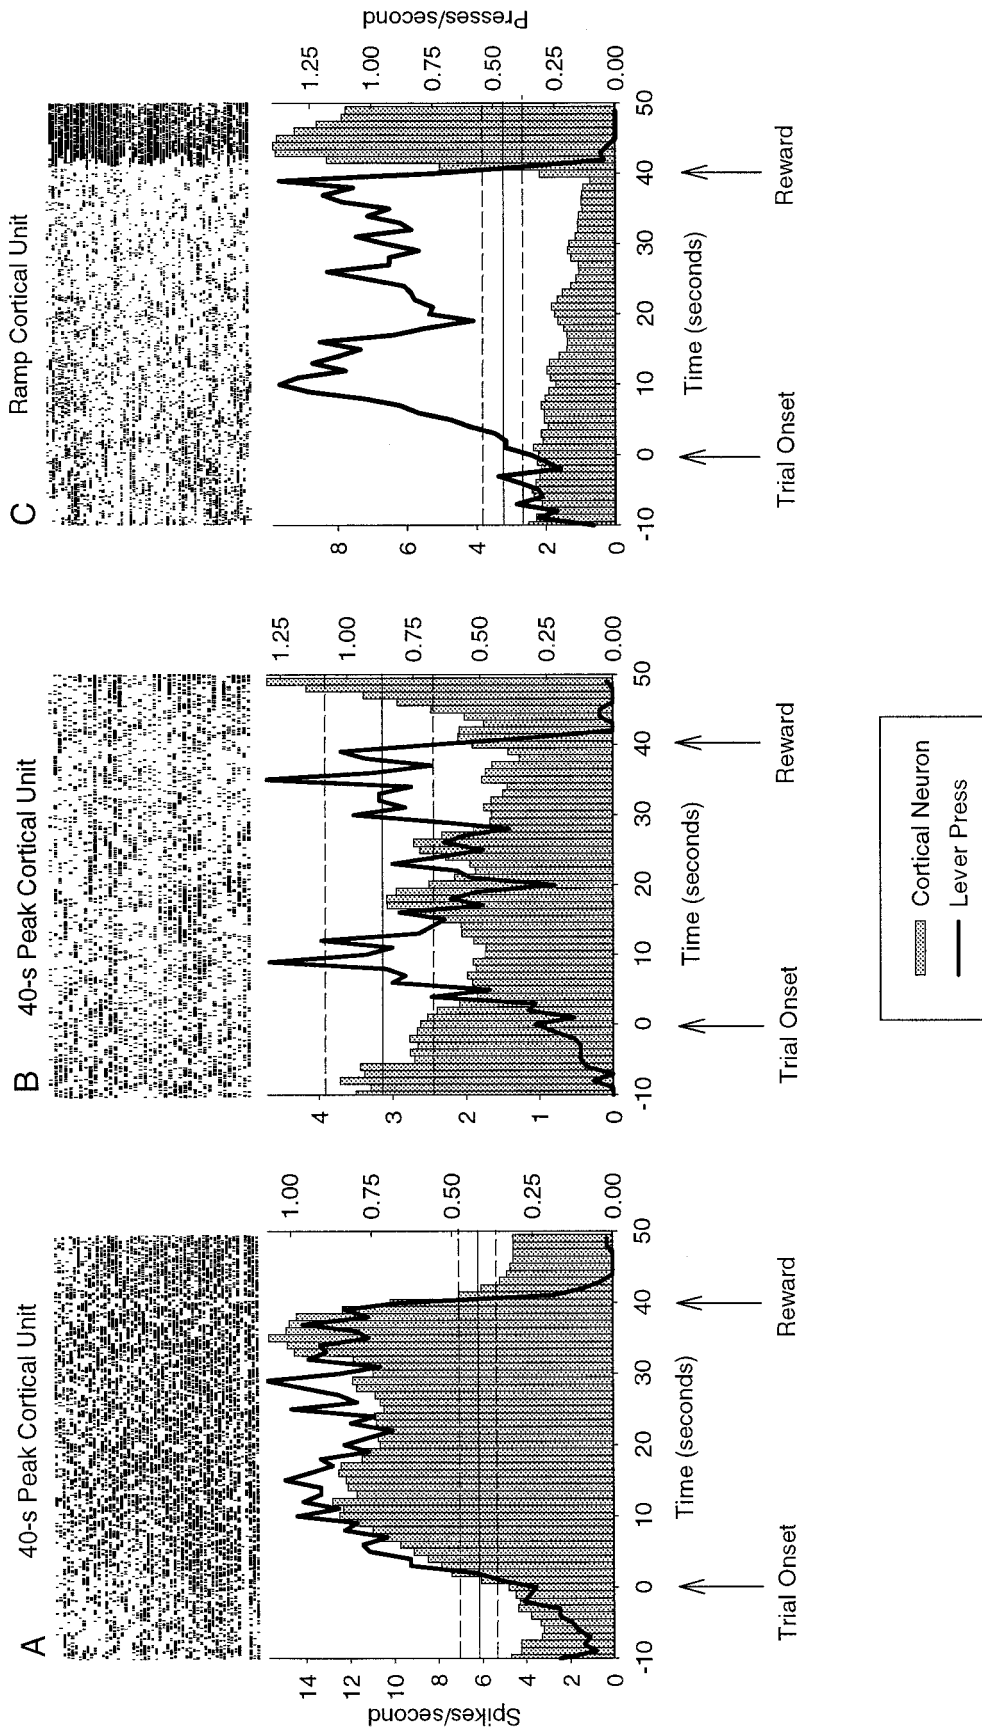 A
40-s Peak Cortical Unit
Spikes/second
14
12
10
8
6
4
2
0
1.00
0.75
0.50
0.25
0.00
-10 0 10 20 30 40 50
Time (seconds)
Trial Onset
Reward
B
40-s Peak Cortical Unit
4
3
2
1
0
1.25
1.00
0.75
0.50
0.25
0.00
-10 0 10 20 30 40 50
Time (seconds)
Trial Onset
Reward
C
Ramp Cortical Unit
8
6
4
2
0
1.25
1.00
0.75
0.50
0.25
0.00
Presses/second
-10 0 10 20 30 40 50
Time (seconds)
Trial Onset
Reward
Cortical Neuron
Lever Press